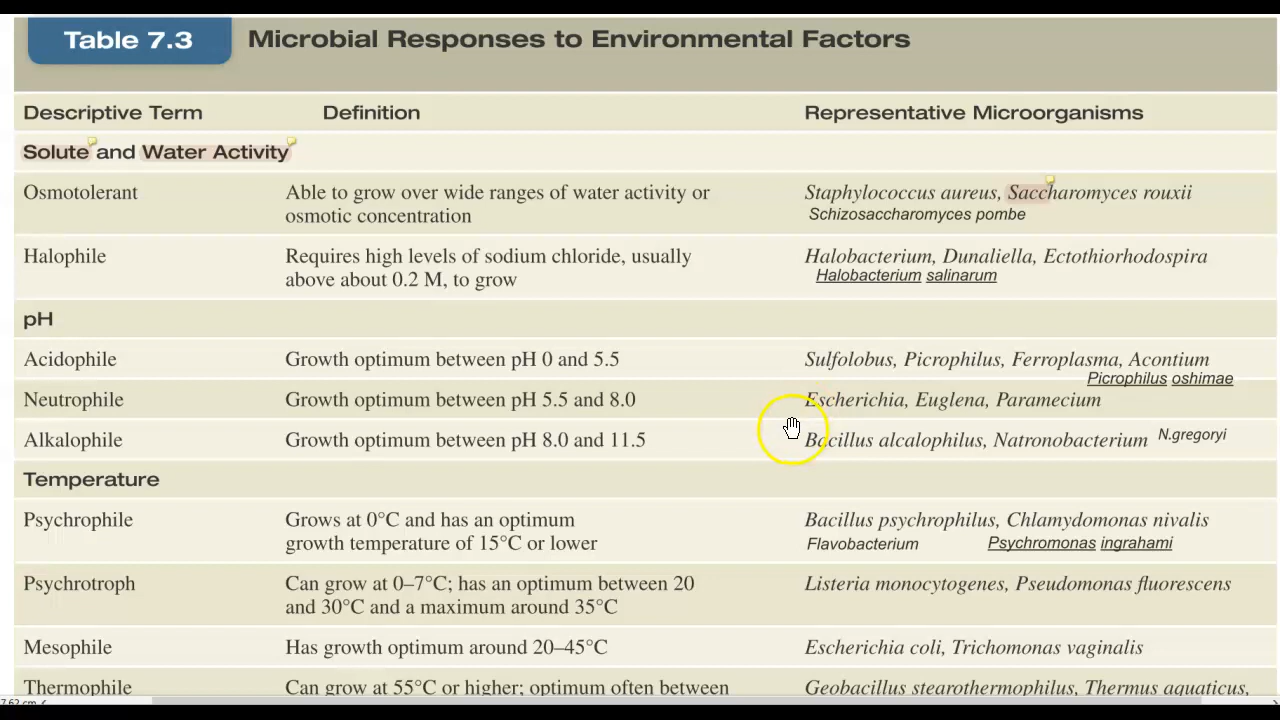 Table 7.3 Microbial Responses to Environmental Factors
Descriptive Term Definition Representative Microorganisms
Solute and Water Activity
Osmotolerant Able to grow over wide ranges of water activity or Staphylococcus aureus, Saccharomyces rouxii
osmotic concentration Schizosaccharomyces pombe
Halophile Requires high levels of sodium chloride, usually Halobacterium, Dunaliella, Ectothiorhodospira
above about 0.2 M, to grow Halobacterium salinarum
pH
Acidophile Growth optimum between pH 0 and 5.5 Sulfolobus, Picrophilus, Ferroplasma, Acontium
Picrophilus oshimae
Neutrophile Growth optimum between pH 5.5 and 8.0 Escherichia, Euglena, Paramecium
Alkalophile Growth optimum between pH 8.0 and 11.5 Bacillus alcalophilus, Natronobacterium N.gregoryi
Temperature
Psychrophile Grows at 0°C and has an optimum Bacillus psychrophilus, Chlamydomonas nivalis
growth temperature of 15°C or lower Flavobacterium Psychromonas ingrahami
Psychrotroph Can grow at 0–7°C; has an optimum between 20 Listeria monocytogenes, Pseudomonas fluorescens
and 30°C and a maximum around 35°C
Mesophile Has growth optimum around 20–45°C Escherichia coli, Trichomonas vaginalis
Thermophile Can grow at 55°C or higher; optimum often between Geobacillus stearothermophilus, Thermus aquaticus,